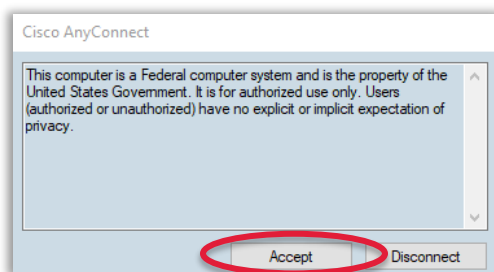 Cisco AnyConnect
This computer is a Federal computer system and is the property of the
United States Government. It is for authorized use only. Users
(authorized or unauthorized) have no explicit or implicit expectation of
privacy.
Accept Disconnect